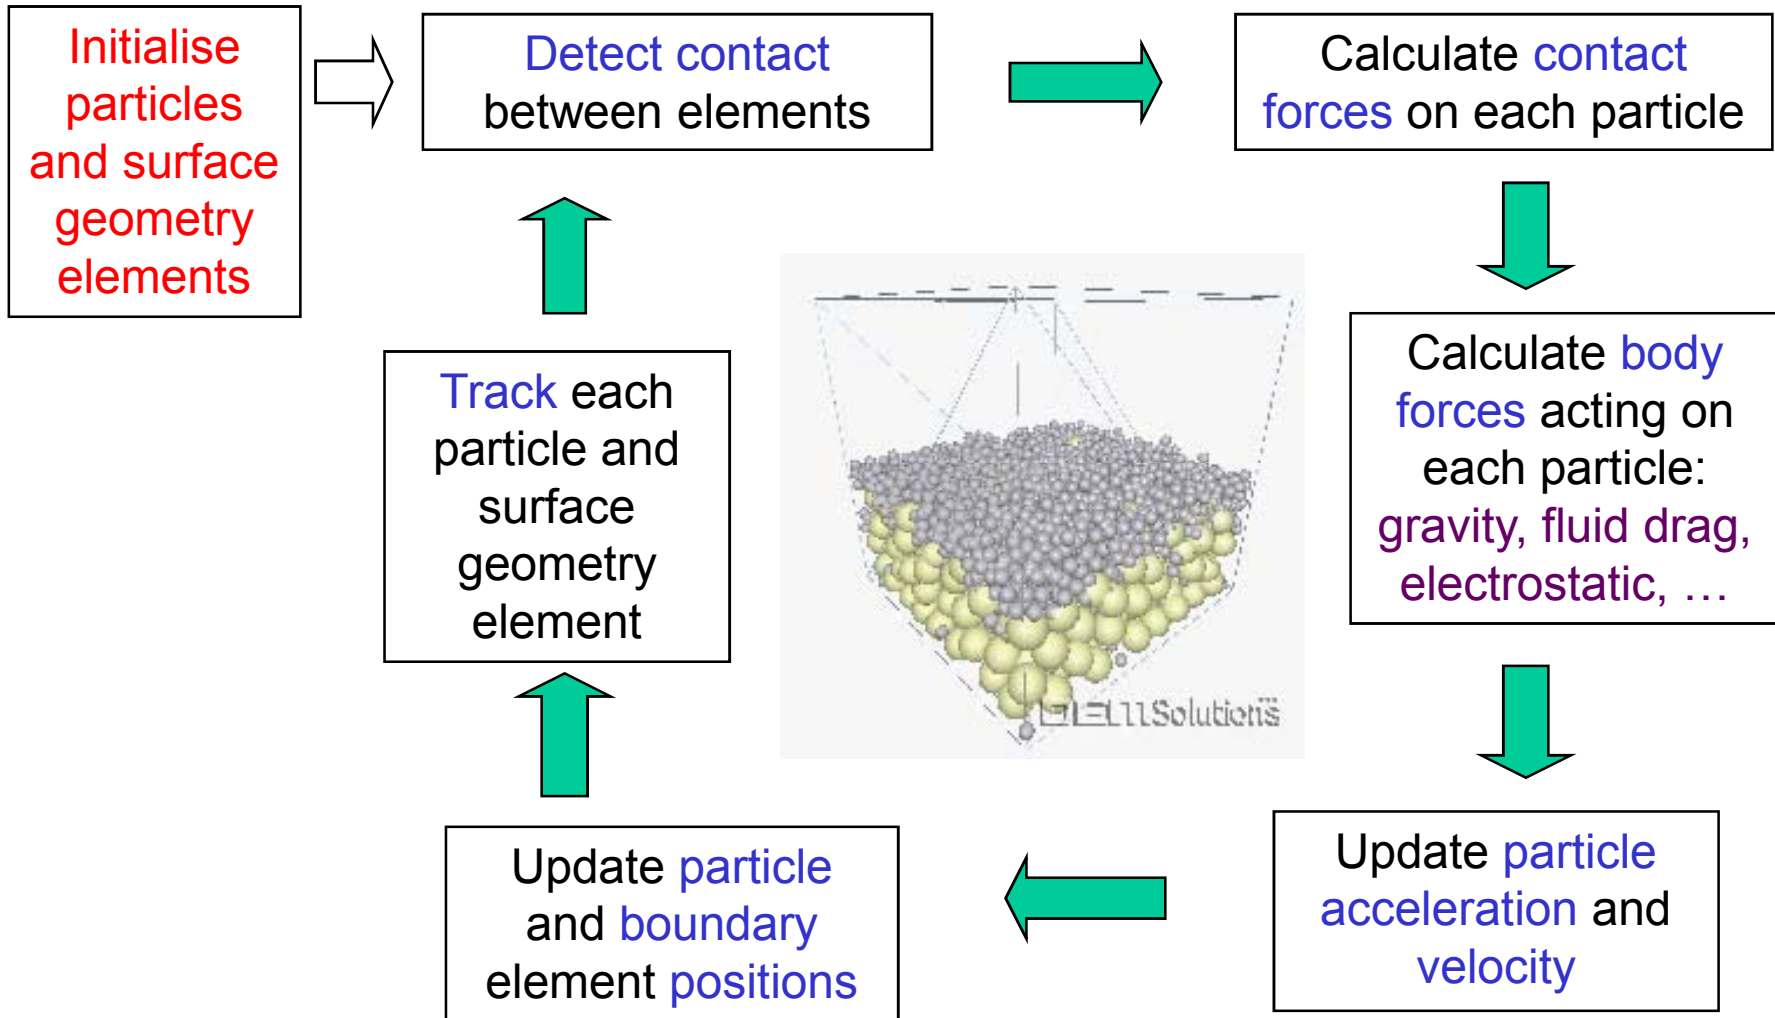 Initialise
particles
and surface
geometry
elements
Detect contact
between elements
Calculate contact
forces on each particle
Calculate body
forces acting on
each particle:
gravity, fluid drag,
electrostatic, …
Update particle
acceleration and
velocity
Update particle
and boundary
element positions
Track each
particle and
surface
geometry
element
DEMSolutions